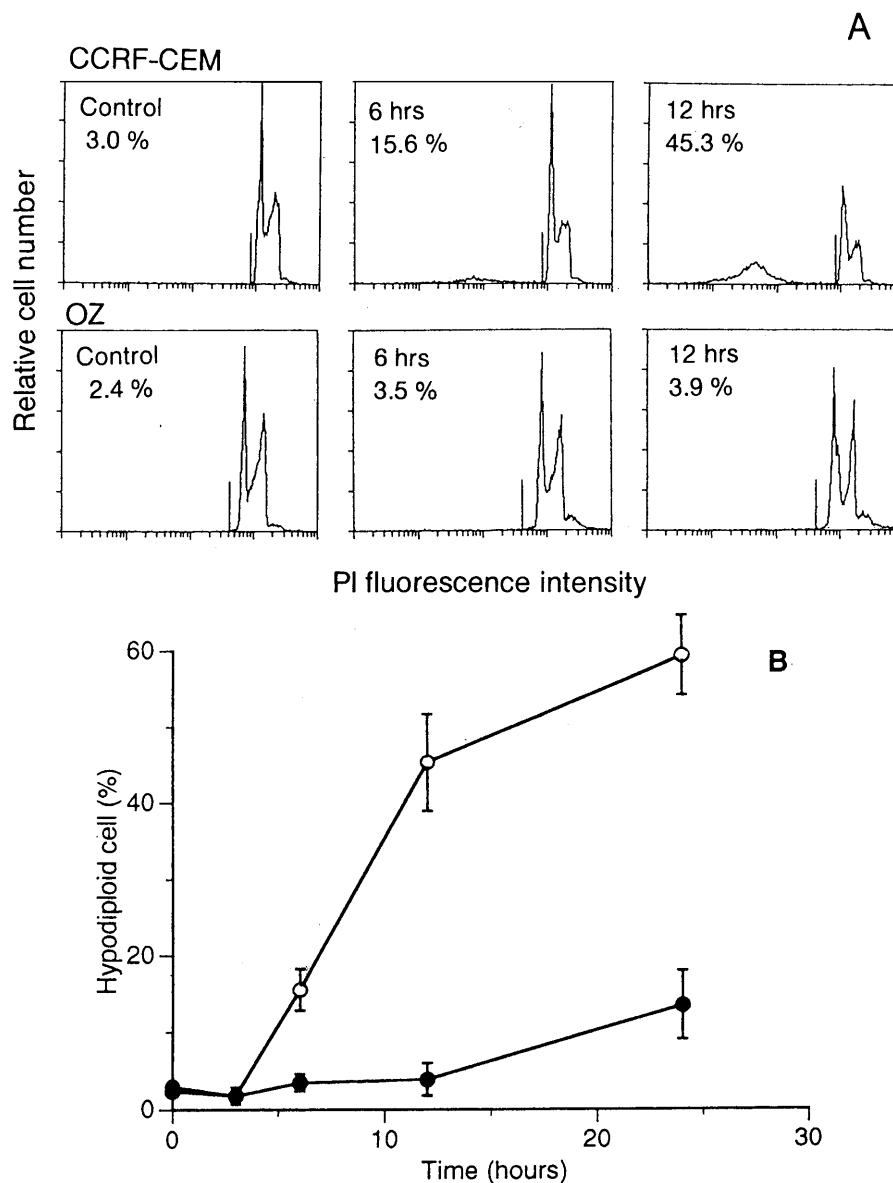 A
CCRF-CEM
Control
3.0 %
6 hrs
15.6 %
12 hrs
45.3 %
Relative cell number
OZ
Control
2.4 %
6 hrs
3.5 %
12 hrs
3.9 %
PI fluorescence intensity
B
60
40
20
0
Hypodiploid cell (%)
0
10
20
30
Time (hours)